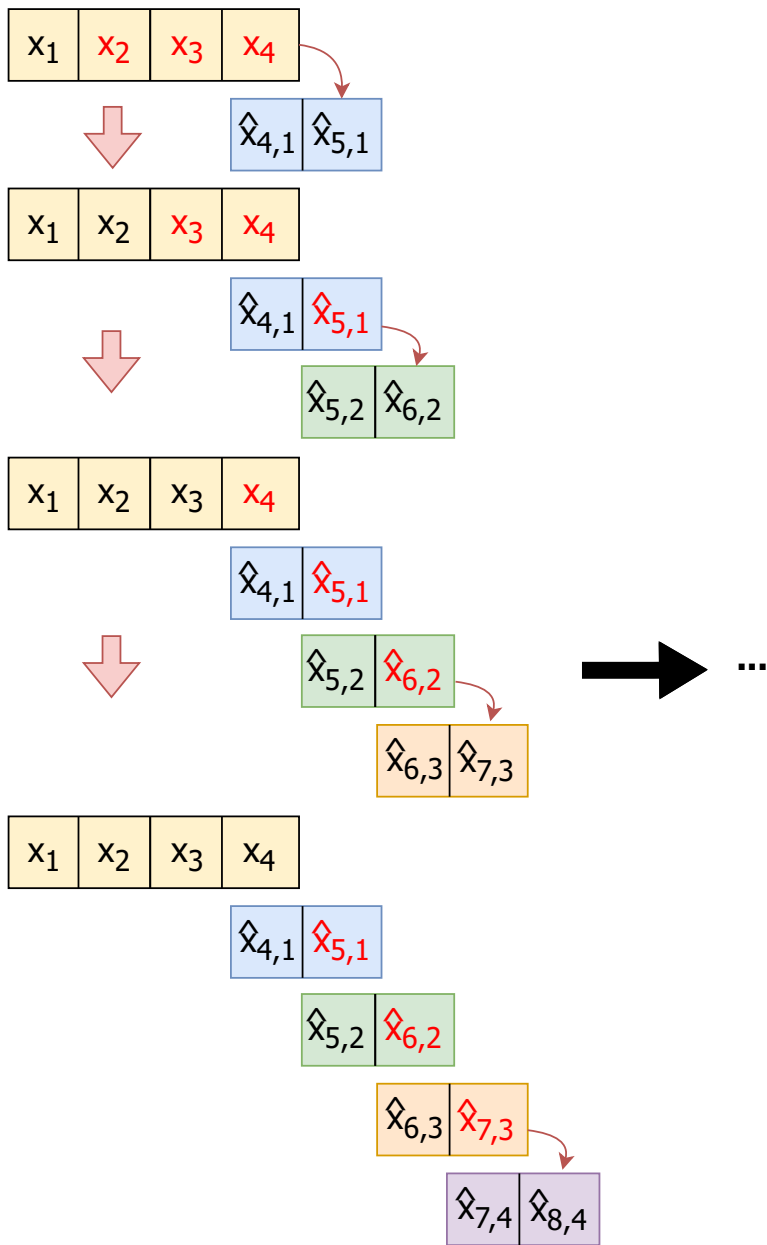 x₁ x₂ x₃ x₄
x̂₄,₁ x̂₅,₁
x₁ x₂ x₃ x₄
x̂₄,₁ x̂₅,₁
x̂₅,₂ x̂₆,₂
x₁ x₂ x₃ x₄
x̂₄,₁ x̂₅,₁
x̂₅,₂ x̂₆,₂
...
x̂₆,₃ x̂₇,₃
x₁ x₂ x₃ x₄
x̂₄,₁ x̂₅,₁
x̂₅,₂ x̂₆,₂
x̂₆,₃ x̂₇,₃
x̂₇,₄ x̂₈,₄